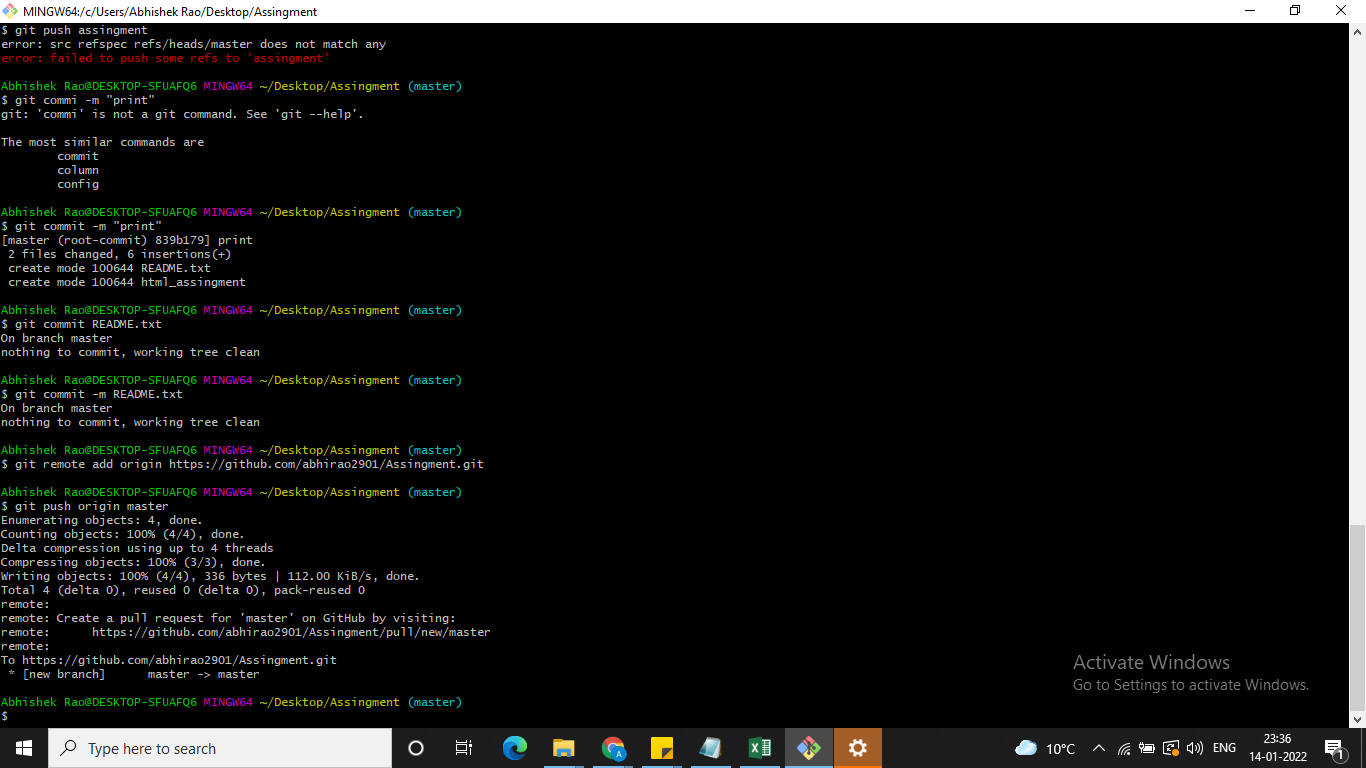 MINGW64:/c/Users/Abhishek Rao/Desktop/Assingment
$ git push assingment
error: src refspec refs/heads/master does not match any
error: failed to push some refs to 'assingment'
Abhishek Rao@DESKTOP-SFUAFQ6 MINGW64 ~/Desktop/Assingment (master)
$ git commi -m "print"
git: 'commi' is not a git command. See 'git --help'.
The most similar commands are
commit
column
config
Abhishek Rao@DESKTOP-SFUAFQ6 MINGW64 ~/Desktop/Assingment (master)
$ git commit -m "print"
[master (root-commit) 839b179] print
2 files changed, 6 insertions(+)
create mode 100644 README.txt
create mode 100644 html_assingment
Abhishek Rao@DESKTOP-SFUAFQ6 MINGW64 ~/Desktop/Assingment (master)
$ git commit README.txt
On branch master
nothing to commit, working tree clean
Abhishek Rao@DESKTOP-SFUAFQ6 MINGW64 ~/Desktop/Assingment (master)
$ git commit -m README.txt
On branch master
nothing to commit, working tree clean
Abhishek Rao@DESKTOP-SFUAFQ6 MINGW64 ~/Desktop/Assingment (master)
$ git remote add origin https://github.com/abhirao2901/Assingment.git
Abhishek Rao@DESKTOP-SFUAFQ6 MINGW64 ~/Desktop/Assingment (master)
$ git push origin master
Enumerating objects: 4, done.
Counting objects: 100% (4/4), done.
Delta compression using up to 4 threads
Compressing objects: 100% (3/3), done.
Writing objects: 100% (4/4), 336 bytes | 112.00 KiB/s, done.
Total 4 (delta 0), reused 0 (delta 0), pack-reused 0
remote:
remote: Create a pull request for 'master' on GitHub by visiting:
remote:      https://github.com/abhirao2901/Assingment/pull/new/master
remote:
To https://github.com/abhirao2901/Assingment.git
* [new branch]      master -> master
Abhishek Rao@DESKTOP-SFUAFQ6 MINGW64 ~/Desktop/Assingment (master)
$
Activate Windows
Go to Settings to activate Windows.
Type here to search
A
10°C
ENG
23:36
14-01-2022
1